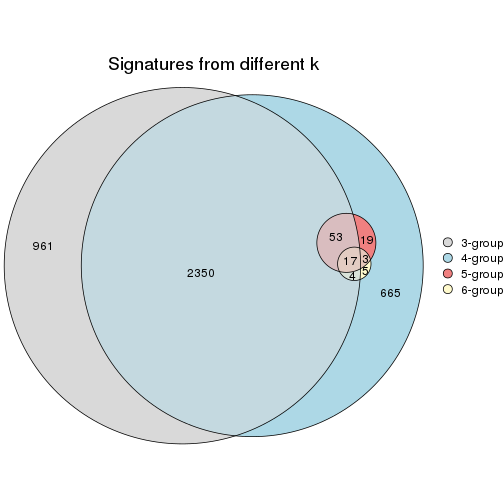 Signatures from different k
961
2350
53
19
17
3
4
5
665
3-group
4-group
5-group
6-group